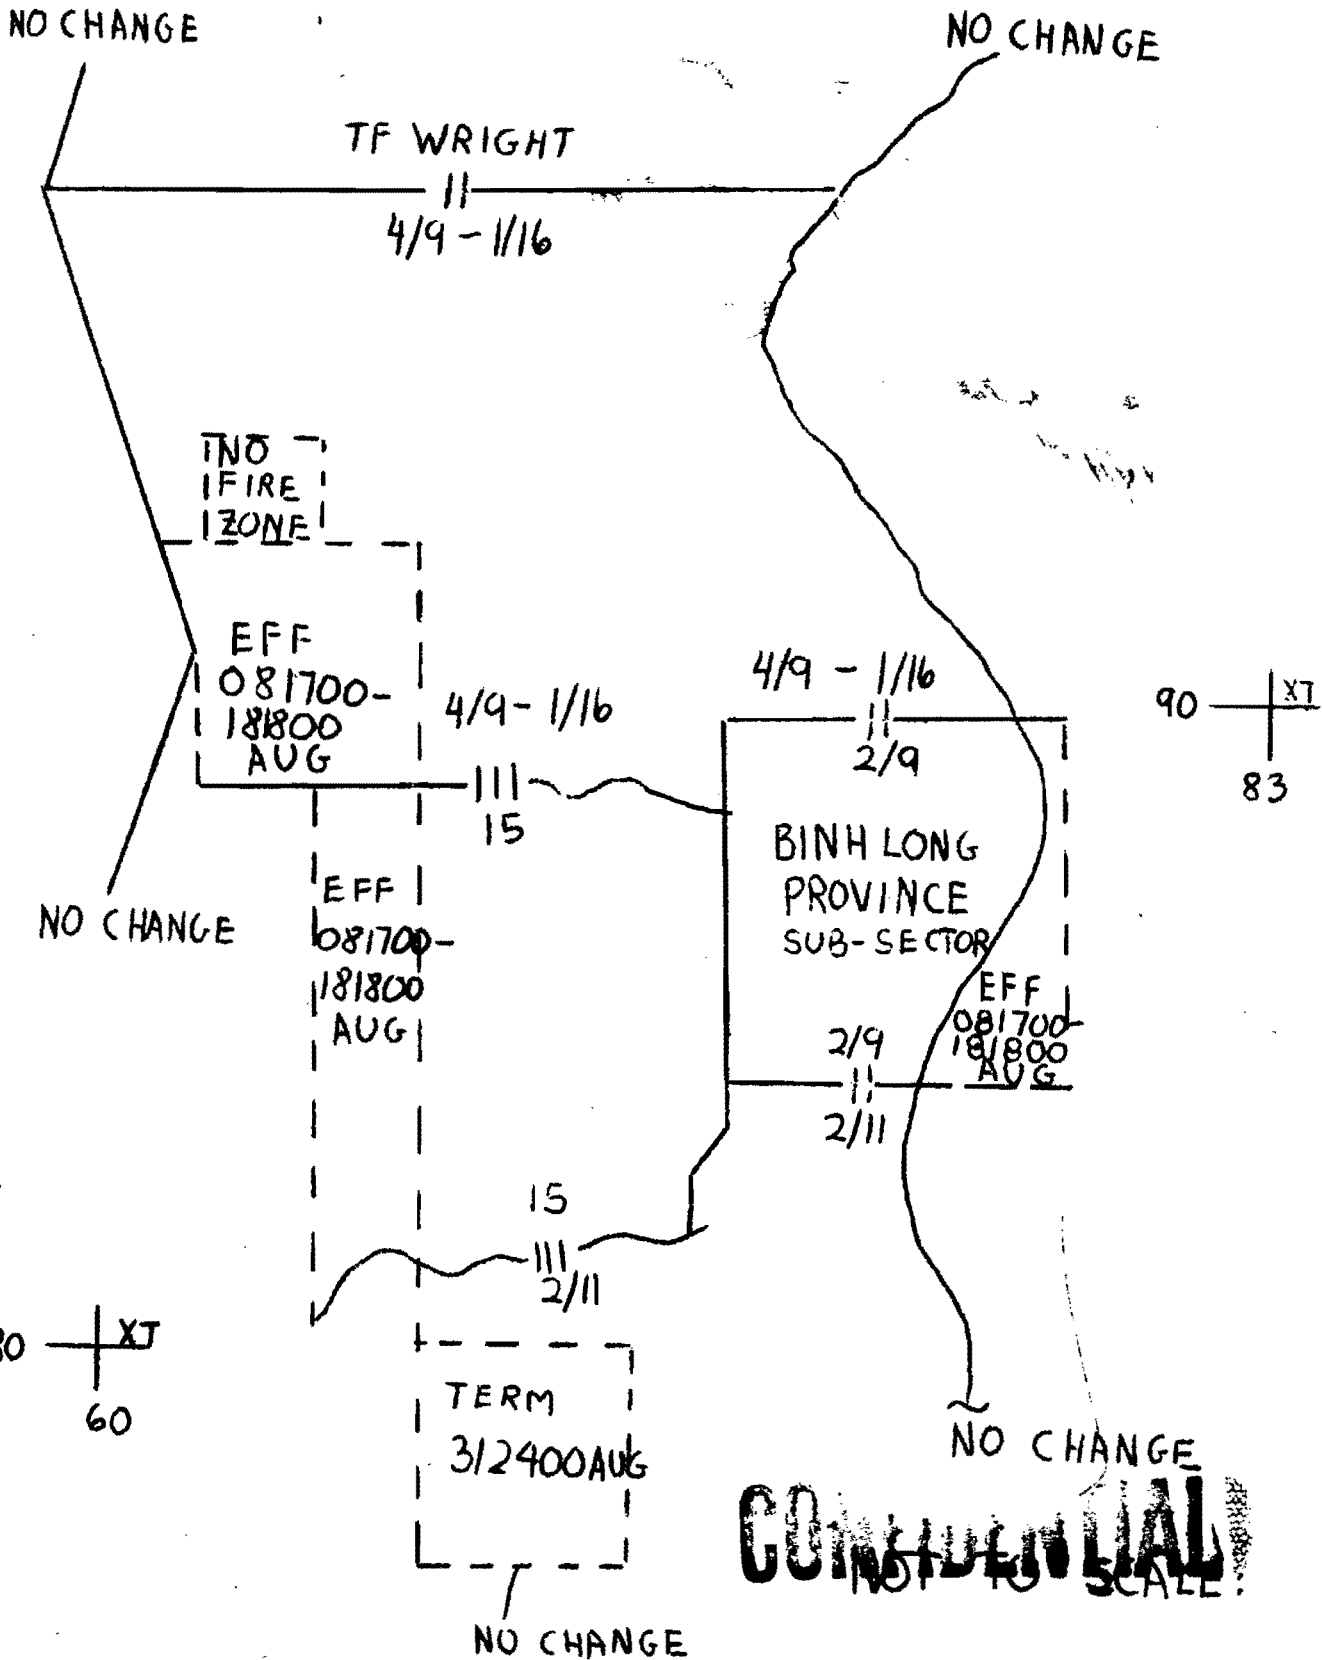 NO CHANGE
NO CHANGE
TF WRIGHT
4/9 - 1/16
NO
FIRE
ZONE
EFF
081700-
181800
AUG
4/9 - 1/16
15
4/9 - 1/16
2/9
90 XT
83
BINH LONG
PROVINCE
SUB-SECTOR
EFF
081700-
181800
AUG
NO CHANGE
EFF
081700-
181800
AUG
2/9
2/11
15
2/11
XT
60
TERM
312400AUG
NO CHANGE
CONFIDENTIAL
NOT TO SCALE
NO CHANGE